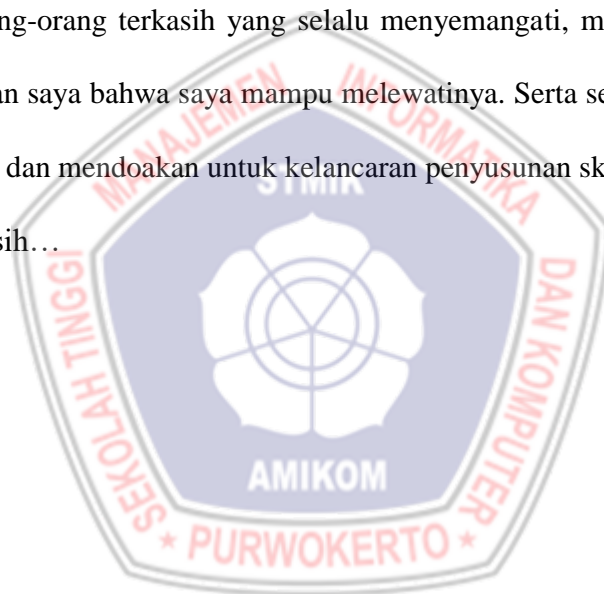 ng-orang terkasih yang selalu menyemangati, m
an saya bahwa saya mampu melewatinya. Serta se
dan mendoakan untuk kelancaran penyusunan sk
sih…
SEKOLAH TINGGI MANAJEMEN INFORMATIKA DAN KOMPUTER
STMIK
AMIKOM
* PURWOKERTO *